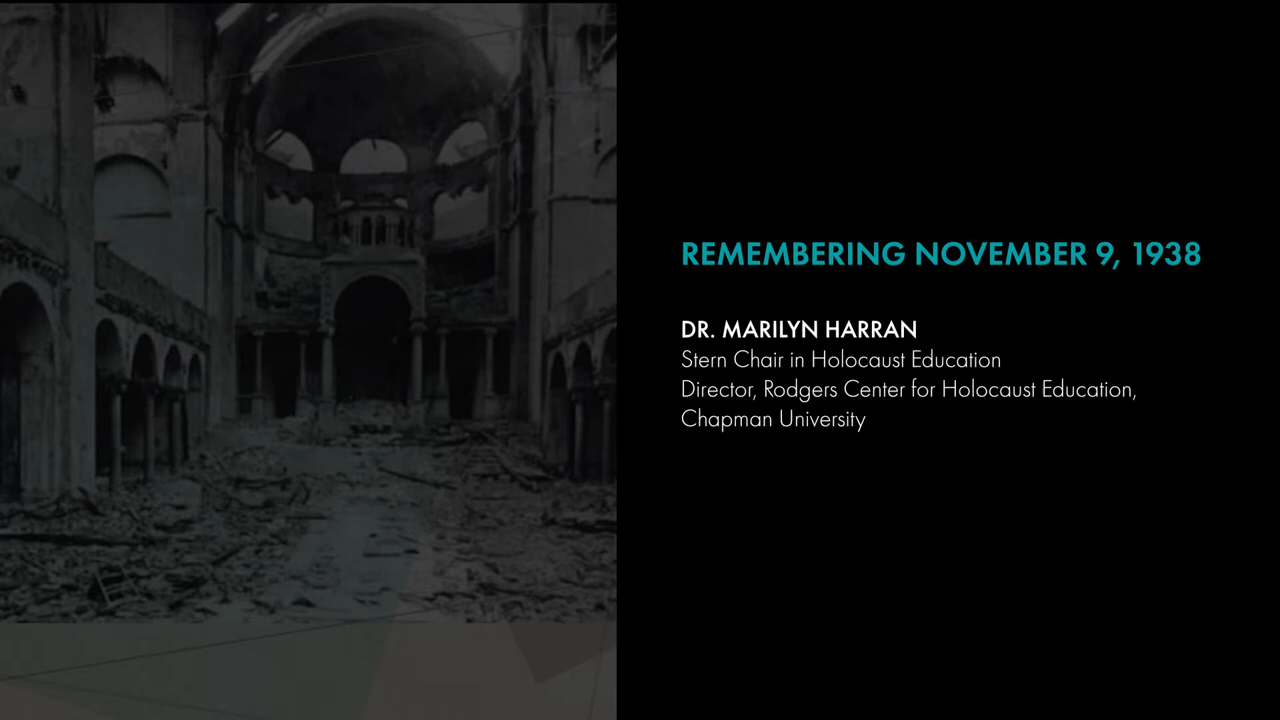 REMEMBERING NOVEMBER 9, 1938
DR. MARILYN HARRAN
Stern Chair in Holocaust Education
Director, Rodgers Center for Holocaust Education,
Chapman University